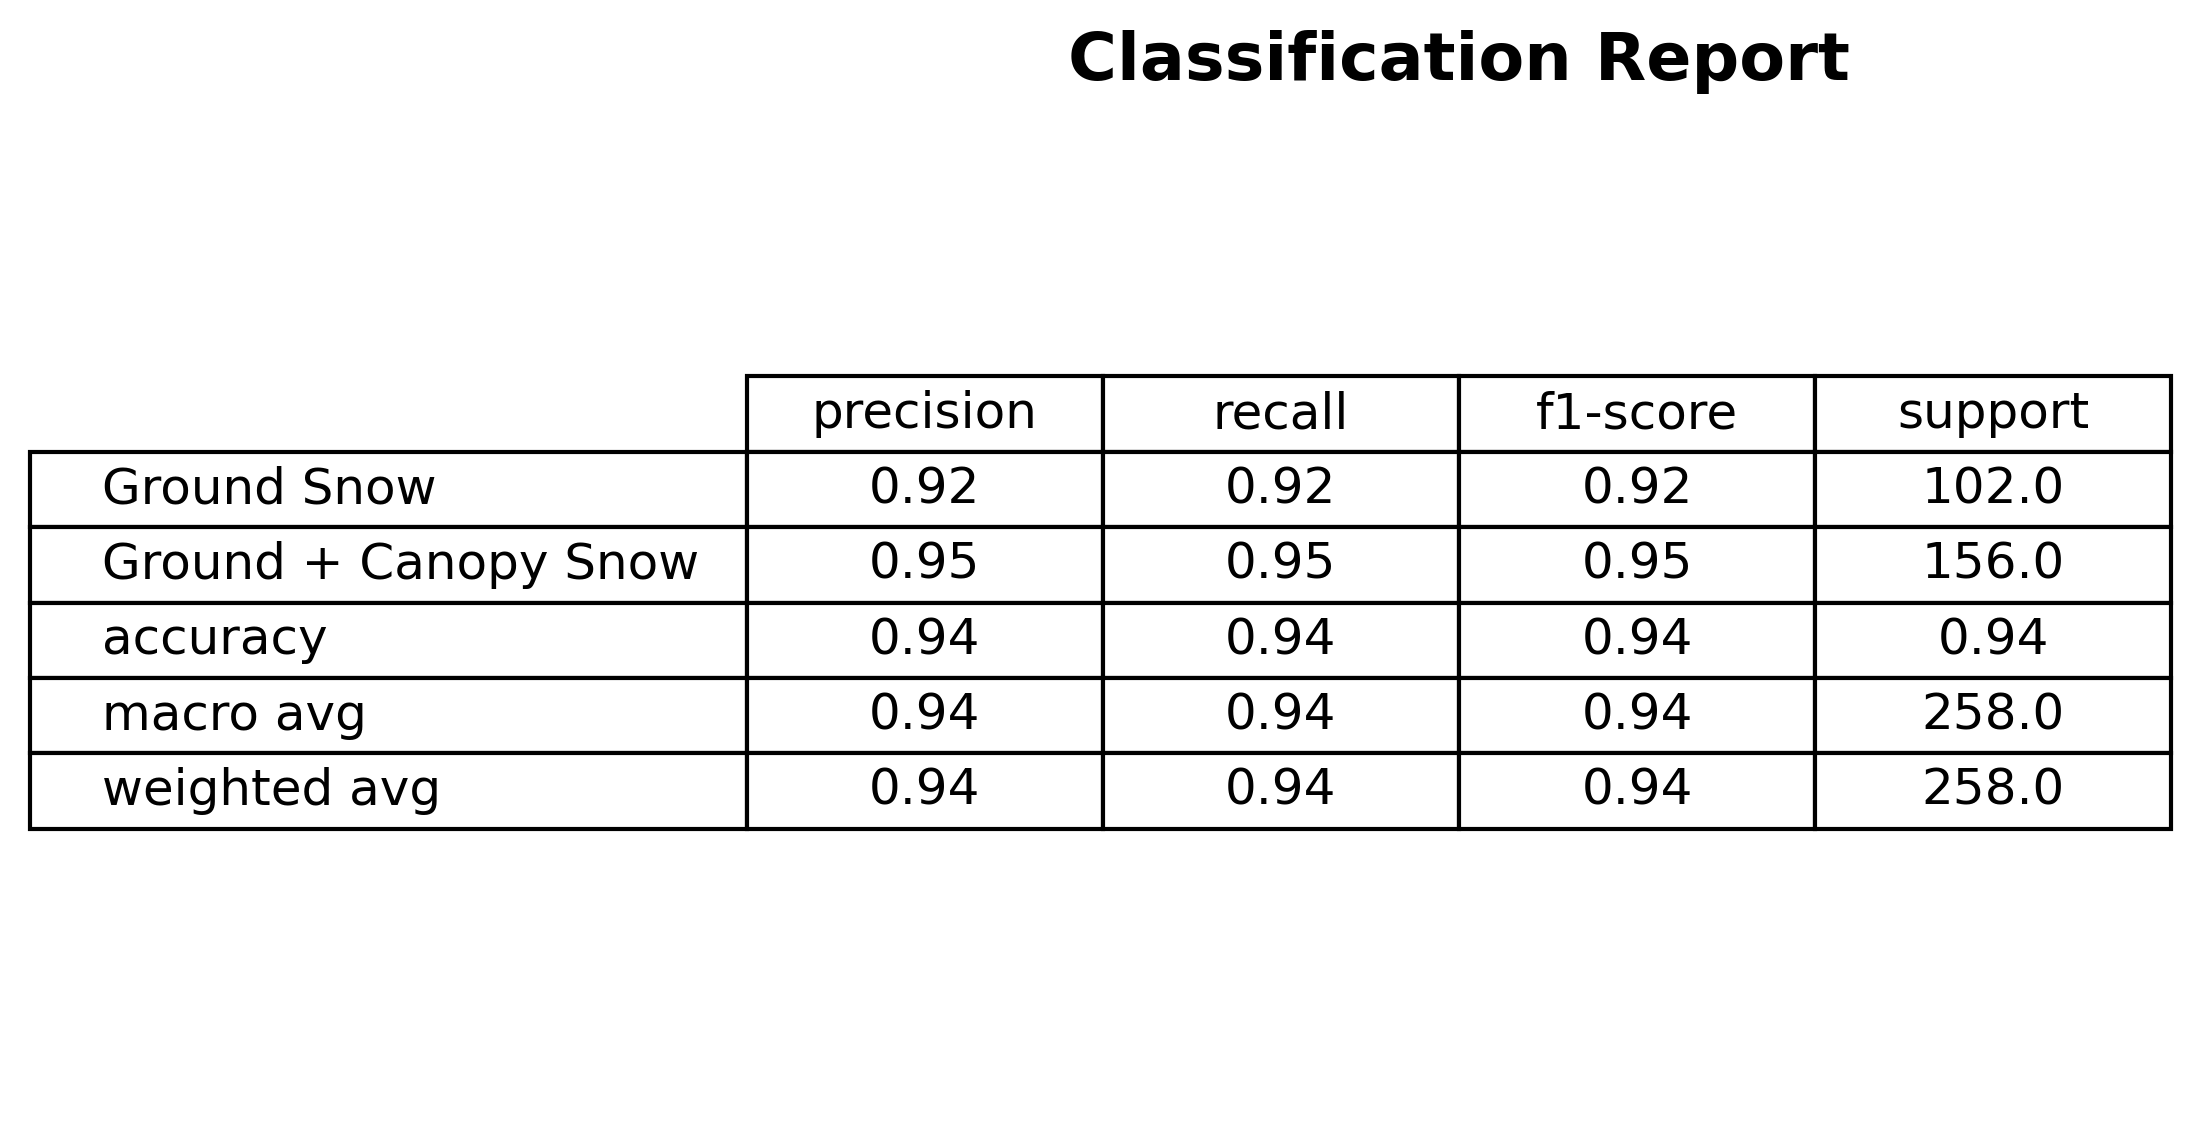 Classification Report
precision recall f1-score support
Ground Snow 0.92 0.92 0.92 102.0
Ground + Canopy Snow 0.95 0.95 0.95 156.0
accuracy 0.94 0.94 0.94 0.94
macro avg 0.94 0.94 0.94 258.0
weighted avg 0.94 0.94 0.94 258.0